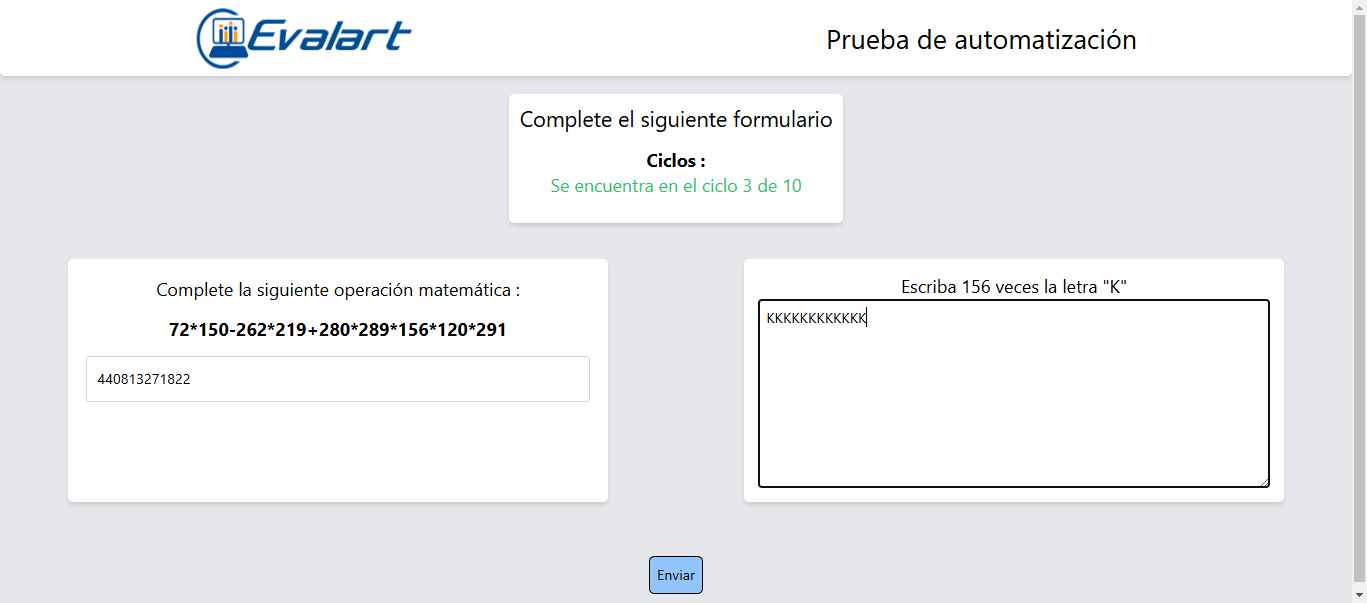 Evalart
Prueba de automatización
Complete el siguiente formulario
Ciclos :
Se encuentra en el ciclo 3 de 10
Complete la siguiente operación matemática :
72*150-262*219+280*289*156*120*291
440813271822
Escriba 156 veces la letra "K"
KKKKKKKKKKKK
Enviar